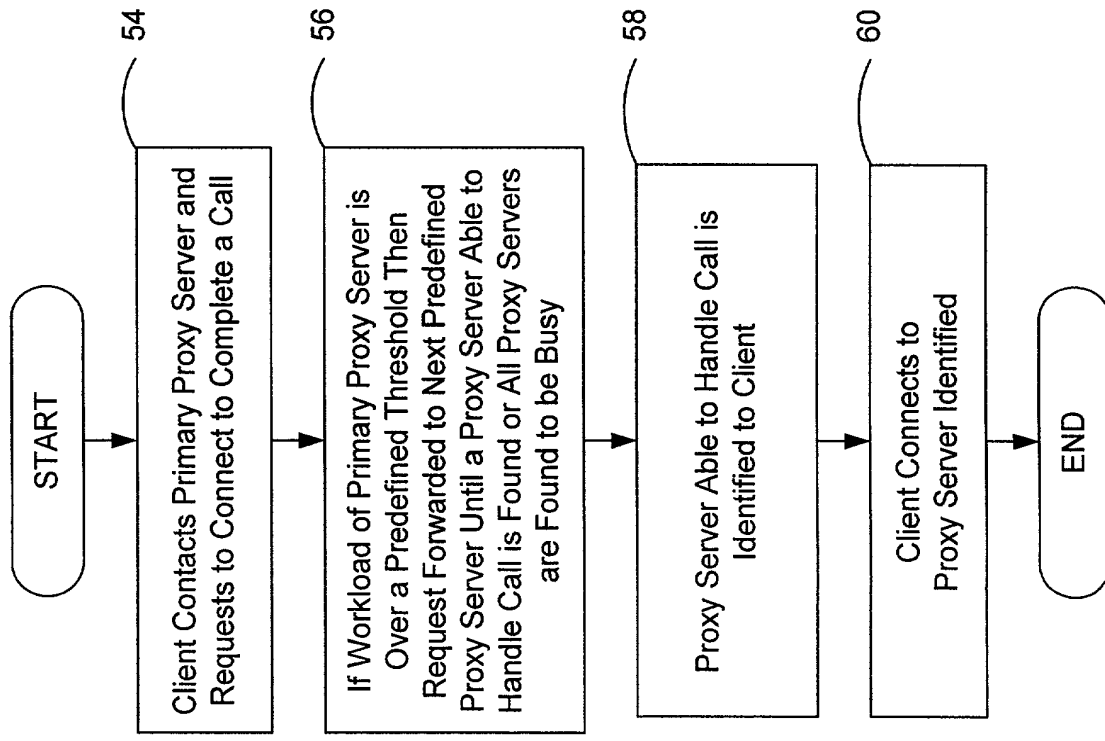 START
54
Client Contacts Primary Proxy Server and
Requests to Connect to Complete a Call
56
If Workload of Primary Proxy Server is
Over a Predefined Threshold Then
Request Forwarded to Next Predefined
Proxy Server Until a Proxy Server Able to
Handle Call is Found or All Proxy Servers
are Found to be Busy
58
Proxy Server Able to Handle Call is
Identified to Client
60
Client Connects to
Proxy Server Identified
END